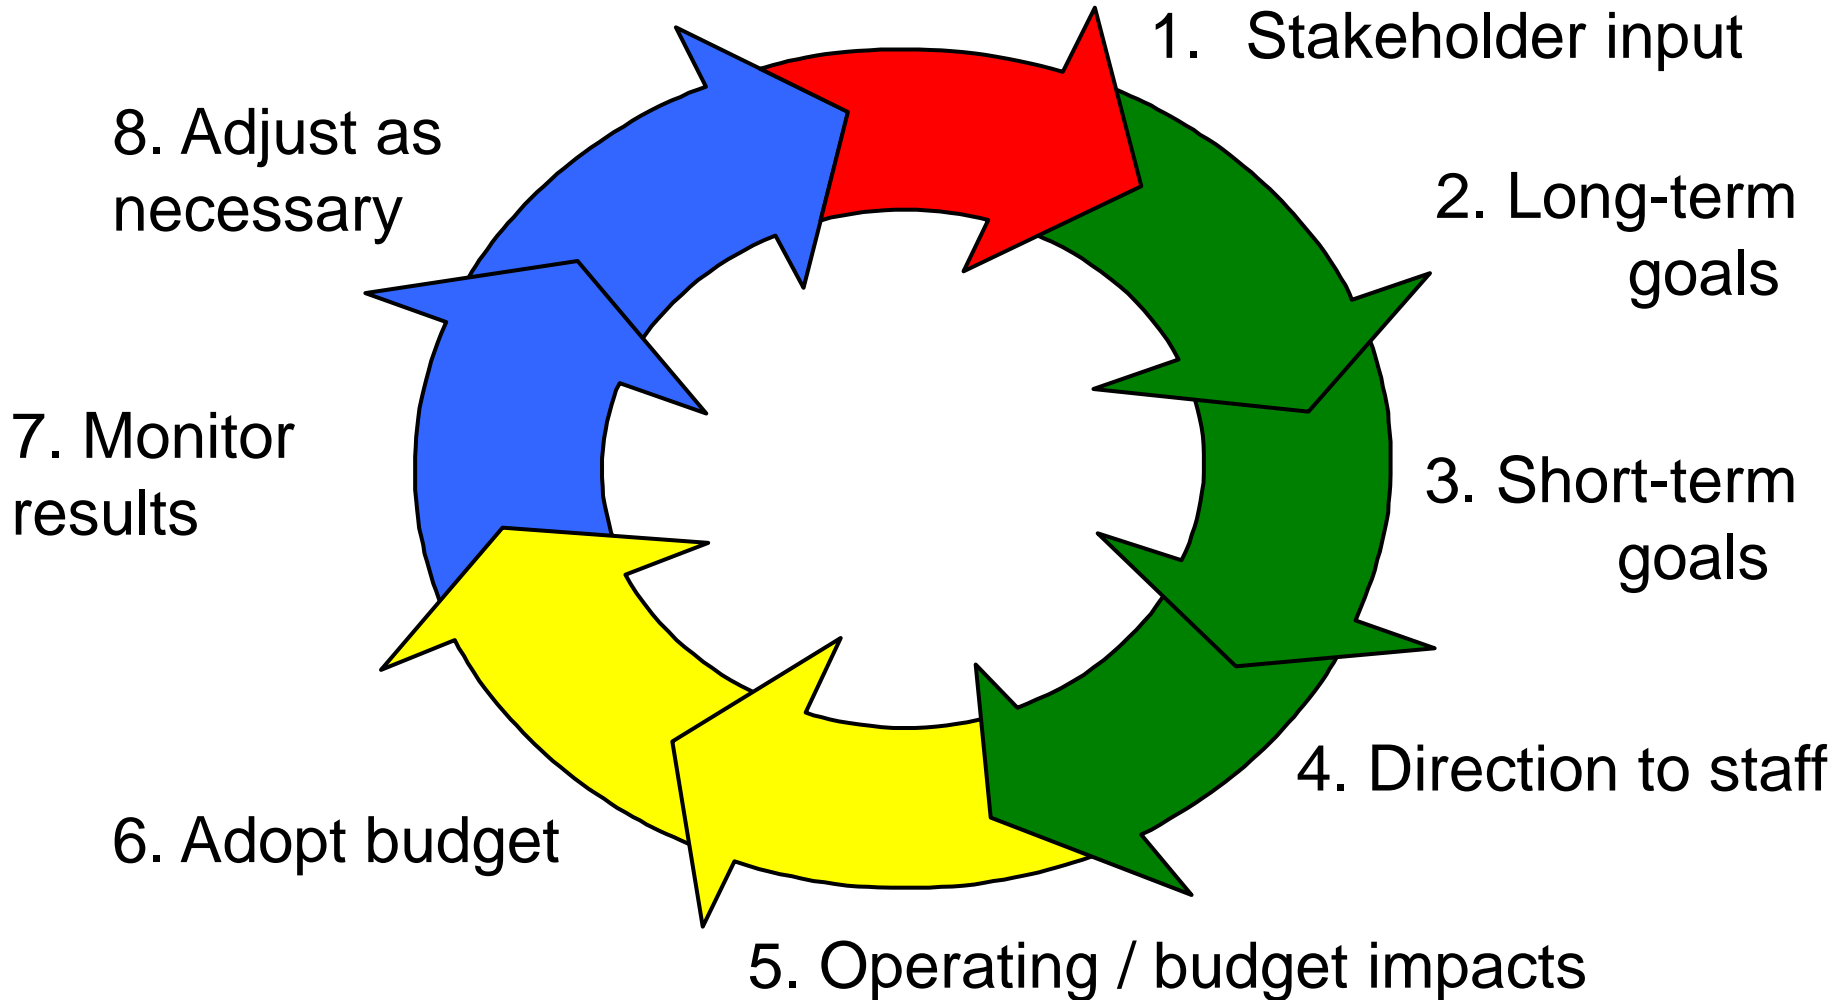 1. Stakeholder input
2. Long-term
goals
3. Short-term
goals
4. Direction to staff
5. Operating / budget impacts
6. Adopt budget
7. Monitor
results
8. Adjust as
necessary